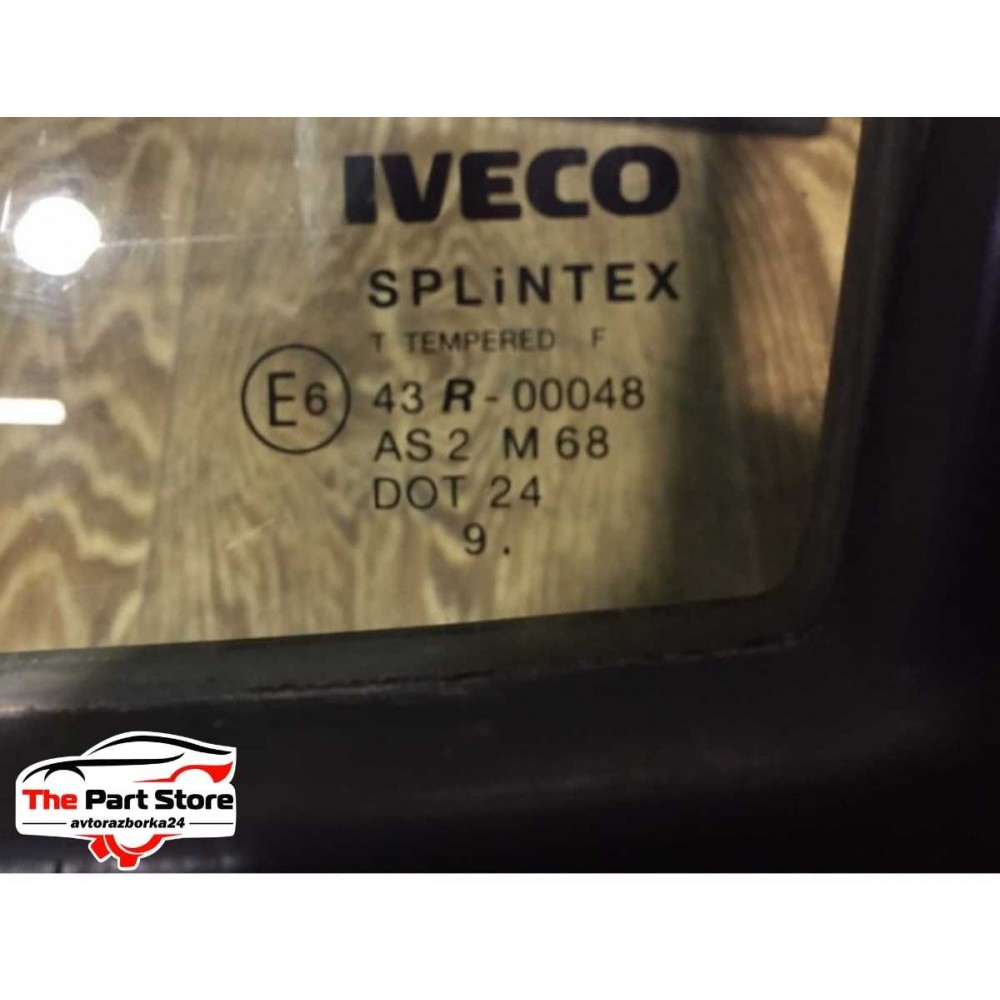 IVECO
SPLiNTEX
T TEMPERED F
E6 43 R - 00048
AS 2 M 68
DOT 24
9 .
The Part Store
avtorazborka24